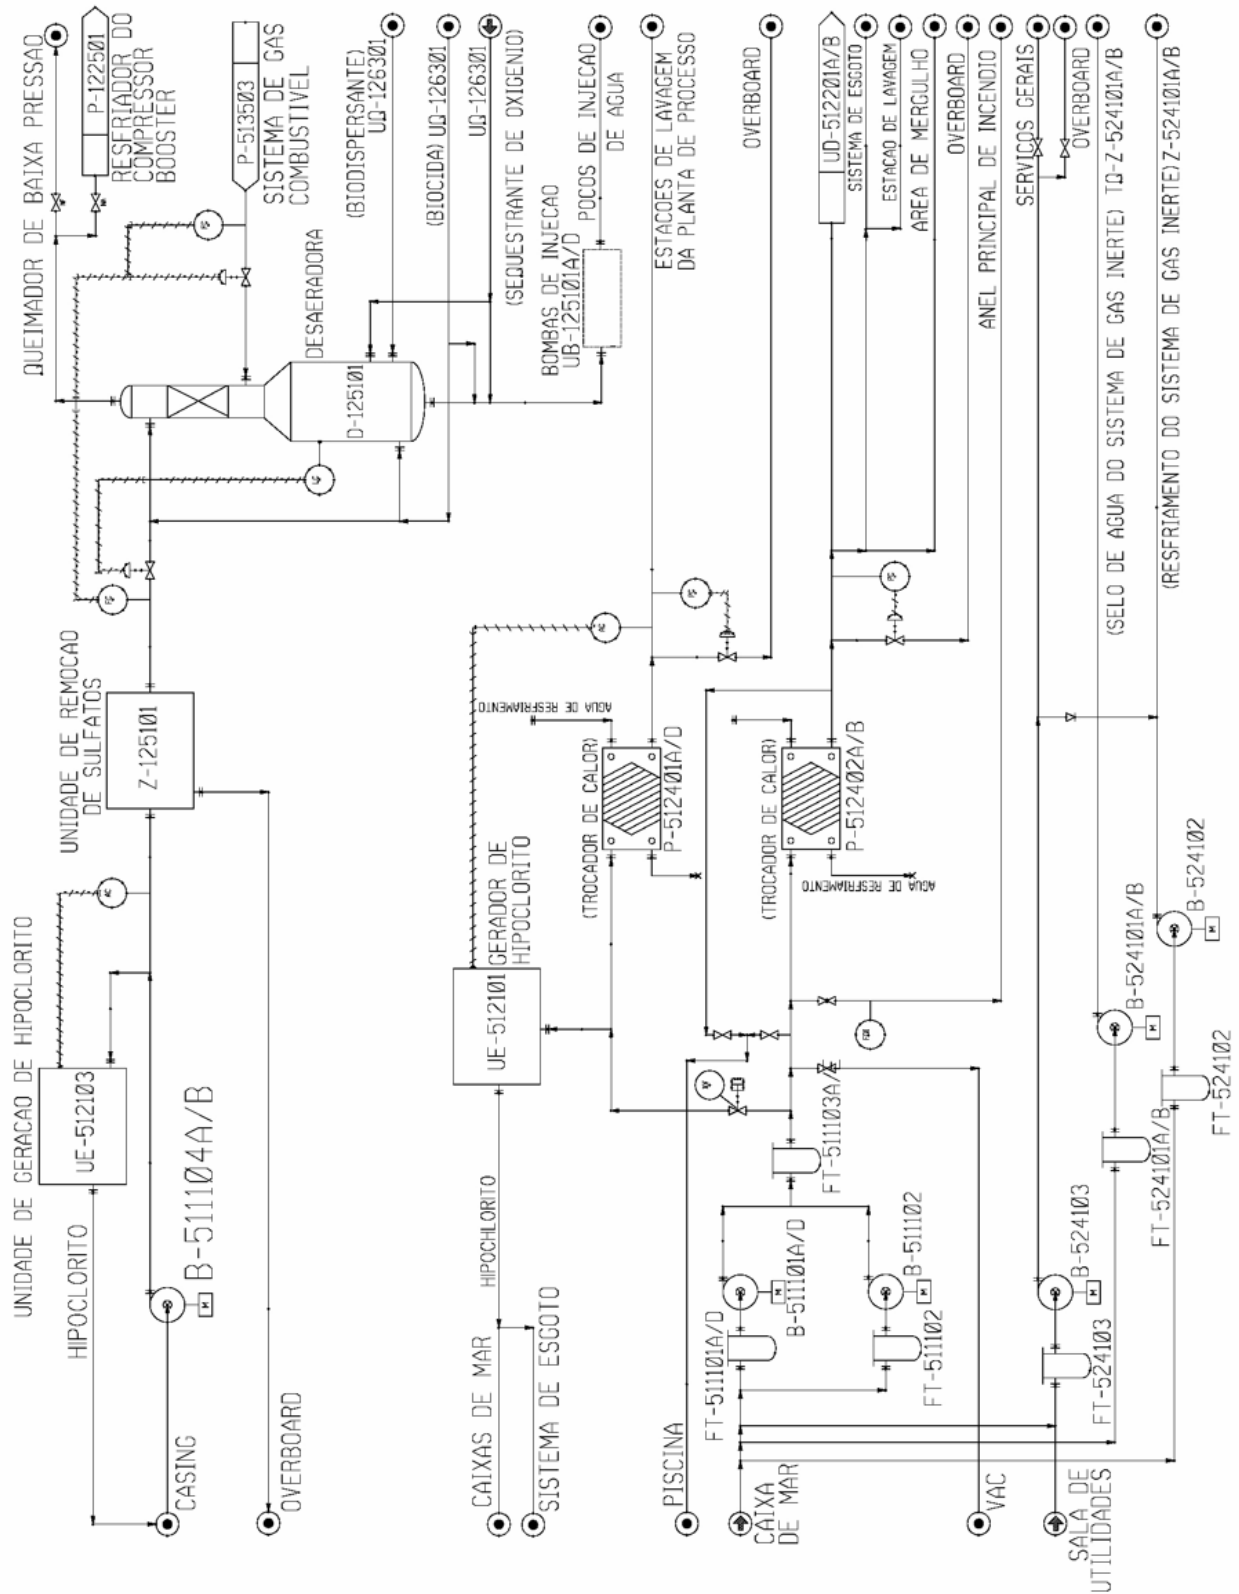 QUEIMADOR DE BAIXA PRESSAO
P-122501
RESFRIADOR DO
COMPRESSOR
BOOSTER
P-513503
SISTEMA DE GAS
COMBUSTIVEL
(BIODISPERSANTE)
UQ-126301
(BIOCIDA) UQ-126301
UQ-126301
(SEQUESTRANTE DE OXIGENIO)
DESAERADORA
D-125101
BOMBAS DE INJECAO
UB-125101A/D
POCOS DE INJECAO
DE AGUA
UNIDADE DE REMOCAO
DE SULFATOS
Z-125101
UNIDADE DE GERACAO DE HIPOCLORITO
UE-512103
HIPOCLORITO
B-511104A/B
M
CASING
OVERBOARD
ESTACOES DE LAVAGEM
DA PLANTA DE PROCESSO
OVERBOARD
AGUA DE RESFRIAMENTO
(TROCADOR DE CALOR)
P-512401A/D
UE-512101
GERADOR DE
HIPOCLORITO
HIPOCHLORITO
CAIXAS DE MAR
SISTEMA DE ESGOTO
UD-512201A/B
SISTEMA DE ESGOTO
ESTACAO DE LAVAGEM
AREA DE MERGULHO
OVERBOARD
ANEL PRINCIPAL DE INCENDIO
(TROCADOR DE CALOR)
P-512402A/B
AGUA DE RESFRIAMENTO
FT-511103A/
PISCINA
FT-511101A/D
B-511101A/D
M
FT-511102
B-511102
M
CAIXA
DE MAR
VAC
SERVICOS GERAIS
OVERBOARD
(SELO DE AGUA DO SISTEMA DE GAS INERTE) TQ-Z-524101A/B
(RESFRIAMENTO DO SISTEMA DE GAS INERTE)Z-524101A/B
B-524102
M
B-524101A/B
M
FT-524102
FT-524101A/B
B-524103
M
FT-524103
SALA DE
UTILIDADES